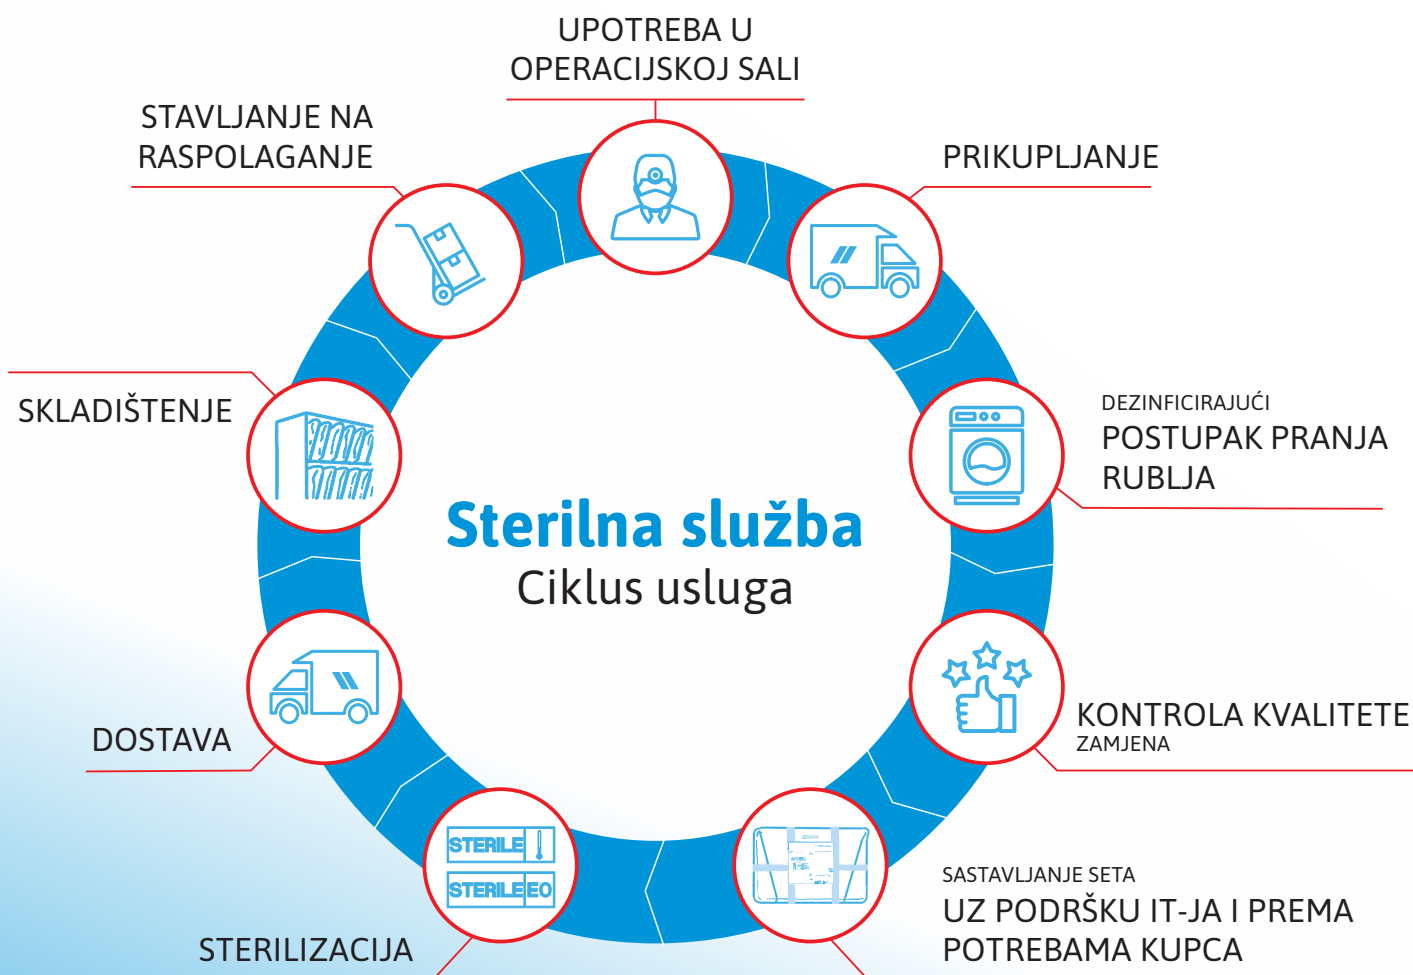 UPOTREBA U
OPERACIJSKOJ SALI
STAVLJANJE NA
RASPOLAGANJE
PRIKUPLJANJE
SKLADIŠTENJE
DEZINFICIRAJUĆI
POSTUPAK PRANJA
RUBLJA
Sterilna služba
Ciklus usluga
DOSTAVA
KONTROLA KVALITETE
ZAMJENA
STERILE
STERILE EO
STERILIZACIJA
SASTAVLJANJE SETA
UZ PODRŠKU IT-JA I PREMA
POTREBAMA KUPCA